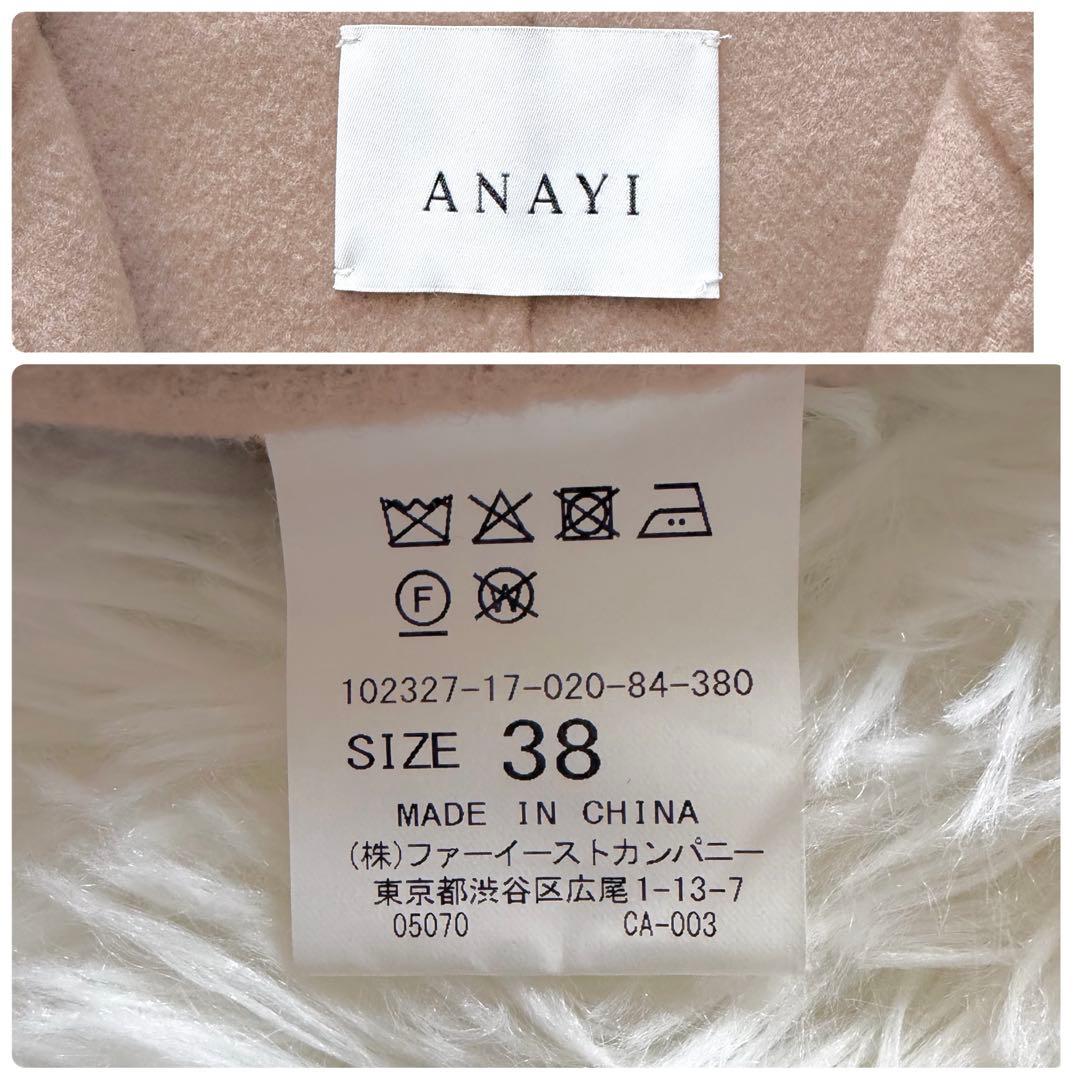 ANAYI
F W
102327-17-020-84-380
SIZE 38
MADE IN CHINA
(株)ファーイーストカンパニー
東京都渋谷区広尾1-13-7
05070 CA-003